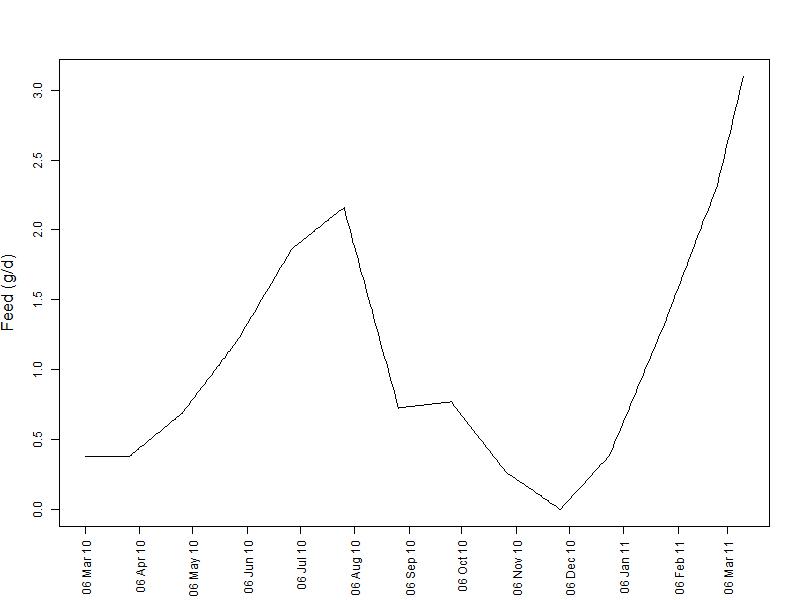 Feed (g/d)
3.0
2.5
2.0
1.5
1.0
0.5
0.0
06 Mar 10
06 Apr 10
06 May 10
06 Jun 10
06 Jul 10
06 Aug 10
06 Sep 10
06 Oct 10
06 Nov 10
06 Dec 10
06 Jan 11
06 Feb 11
06 Mar 11